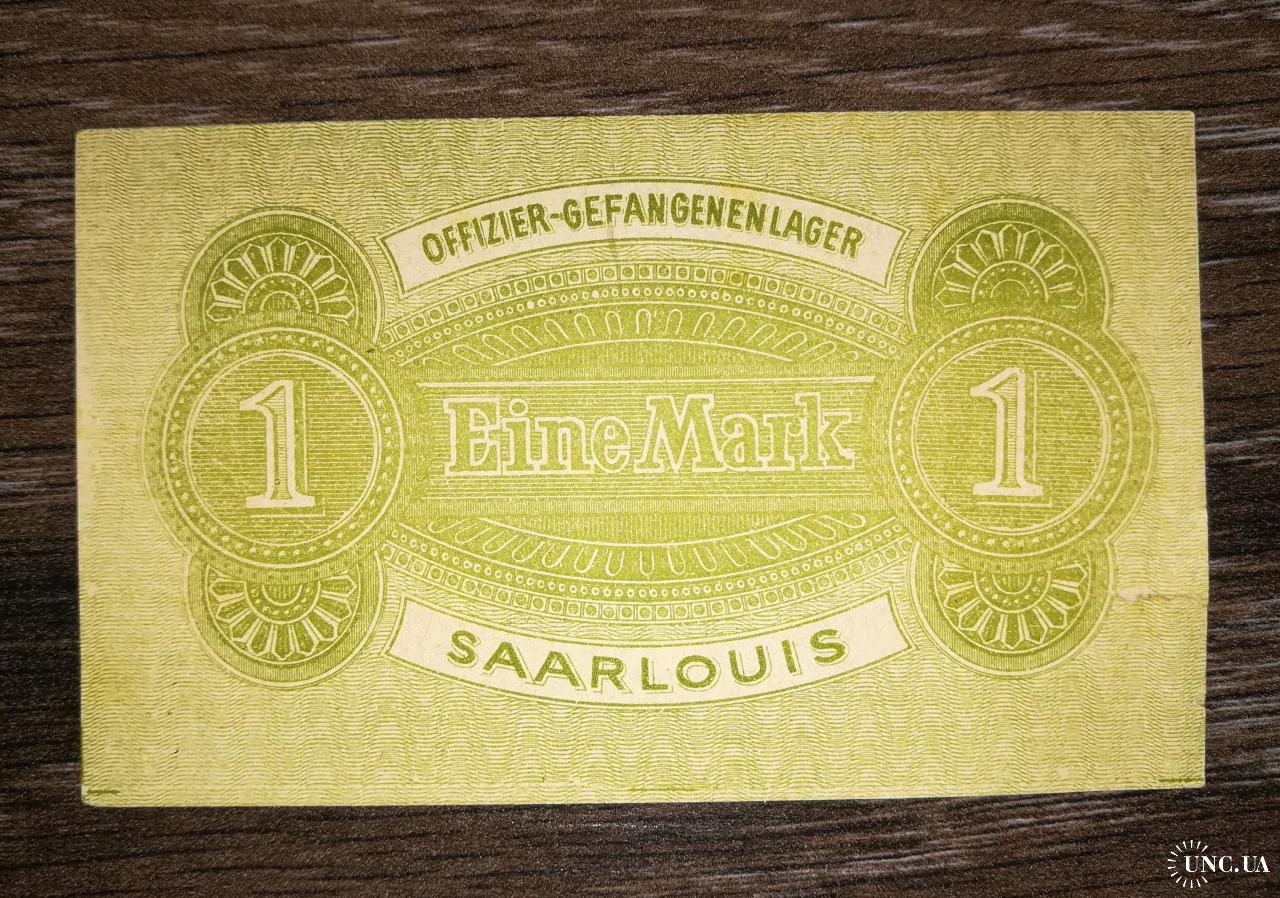 OFFIZIER-GEFANGENENLAGER
1
Eine Mark
1
SAARLOUIS
UNC.UA